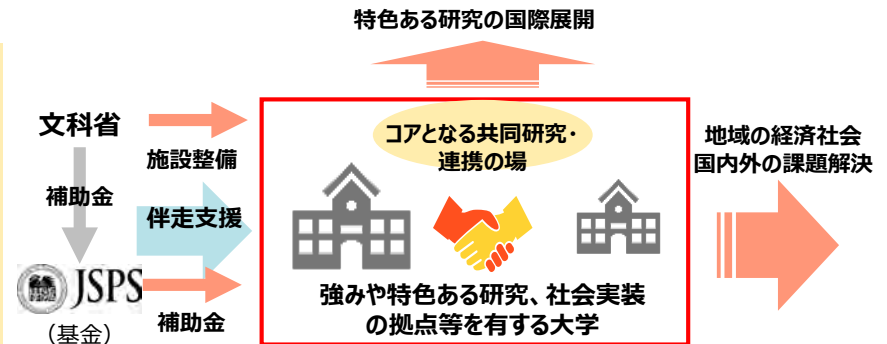 特色ある研究の国際展開
文科省
施設整備
補助金
伴走支援
JSPS
（基金）
補助金
コアとなる共同研究・
連携の場
強みや特色ある研究、社会実装
の拠点等を有する大学
地域の経済社会
国内外の課題解決